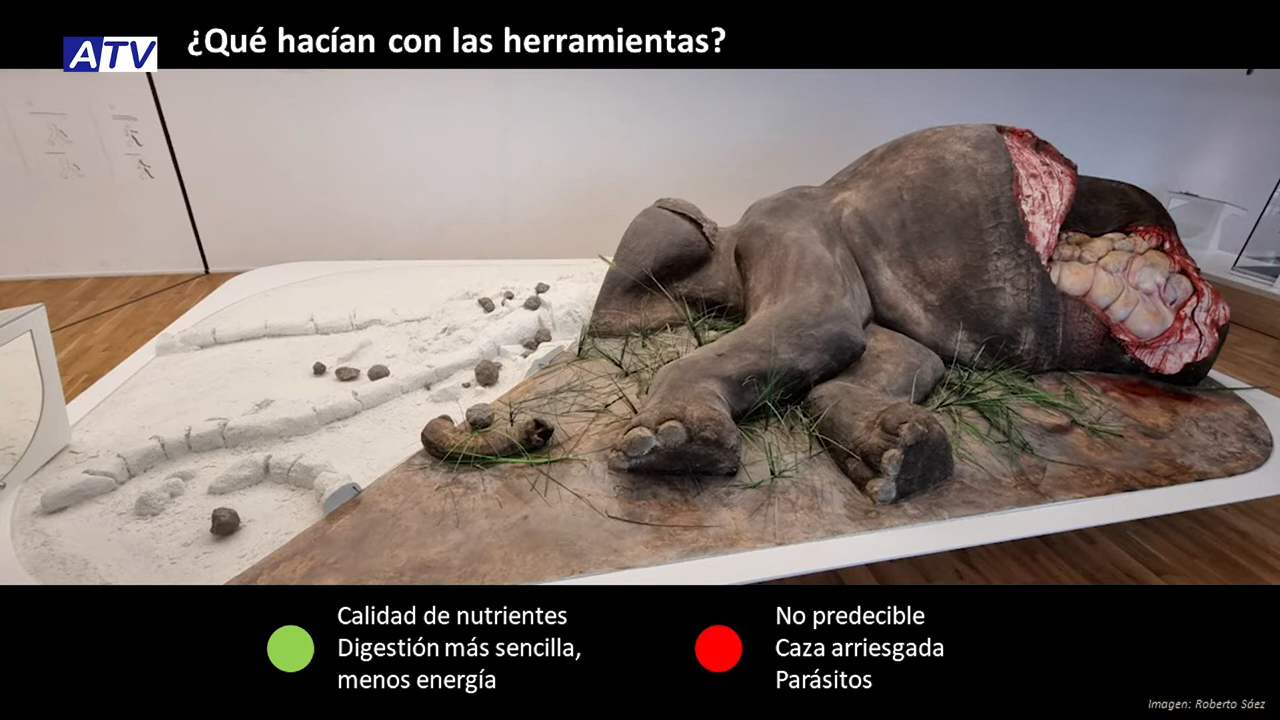 ATV
¿Qué hacían con las herramientas?
Calidad de nutrientes
Digestión más sencilla,
menos energía
No predecible
Caza arriesgada
Parásitos
Imagen: Roberto Sáez